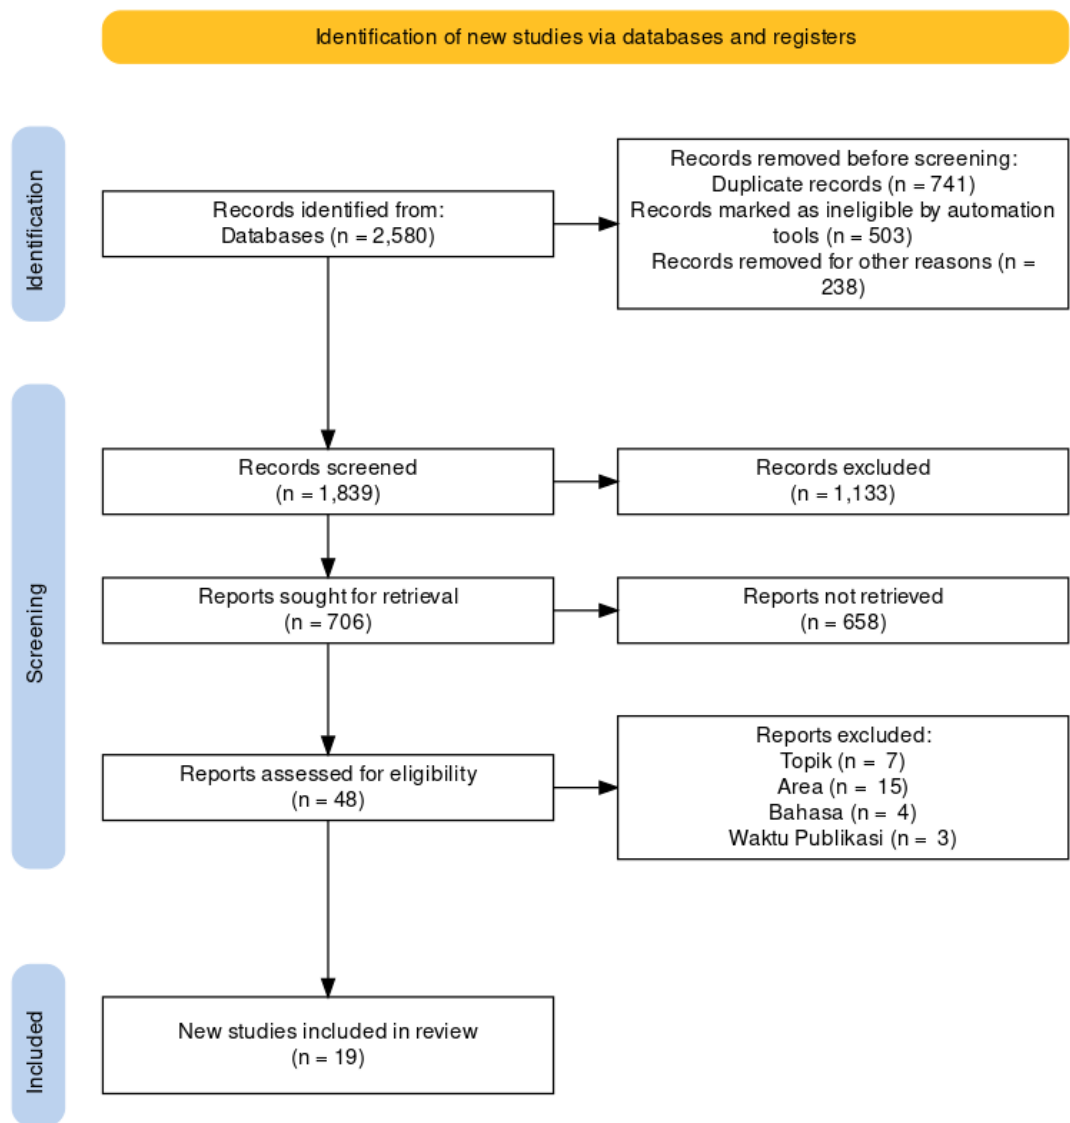 Identification of new studies via databases and registers
Identification
Records identified from:
Databases (n = 2,580)
Records removed before screening:
Duplicate records (n = 741)
Records marked as ineligible by automation
tools (n = 503)
Records removed for other reasons (n =
238)
Screening
Records screened
(n = 1,839)
Records excluded
(n = 1,133)
Reports sought for retrieval
(n = 706)
Reports not retrieved
(n = 658)
Reports assessed for eligibility
(n = 48)
Reports excluded:
Topik (n = 7)
Area (n = 15)
Bahasa (n = 4)
Waktu Publikasi (n = 3)
Included
New studies included in review
(n = 19)